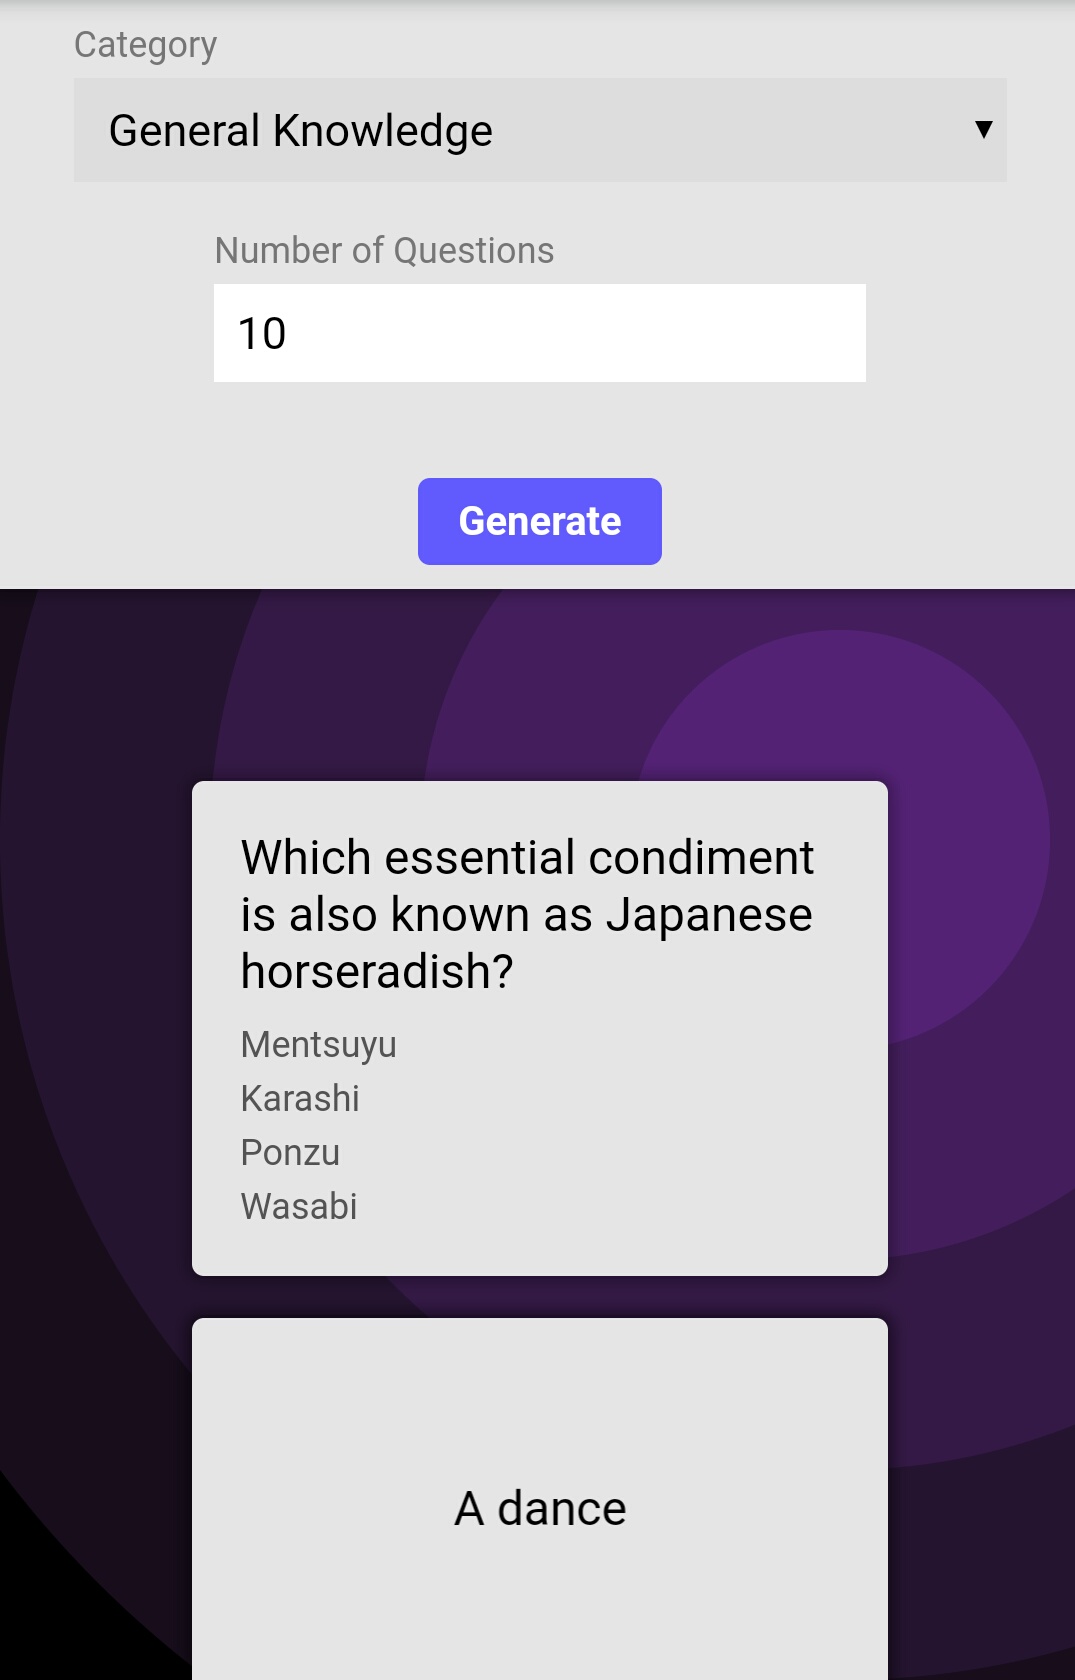 Category
General Knowledge
Number of Questions
10
Generate
Which essential condiment
is also known as Japanese
horseradish?
Mentsuyu
Karashi
Ponzu
Wasabi
A dance